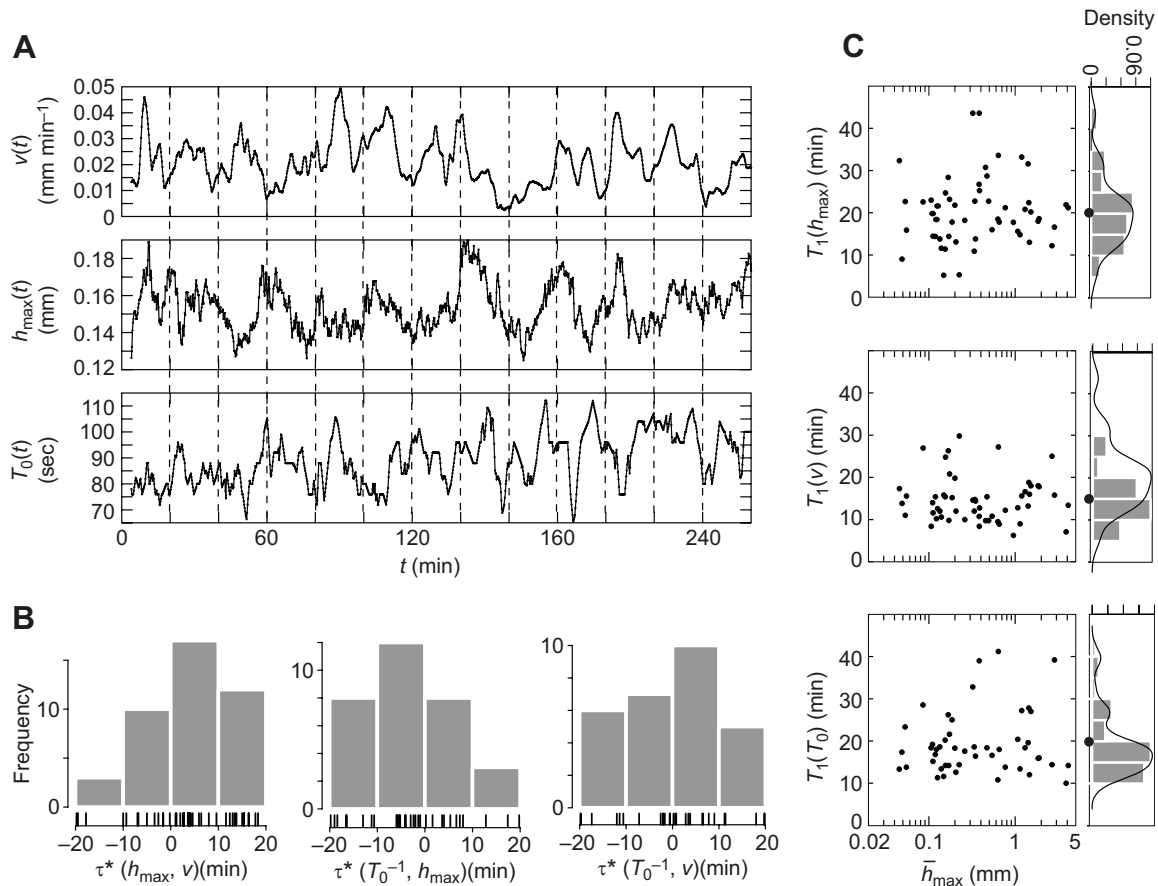 A
v(t)
(mm min⁻¹)
0.05
0.04
0.03
0.02
0.01
0
h_max(t)
(mm)
0.18
0.16
0.14
0.12
T₀(t)
(sec)
110
100
90
80
70
0 60 120 160 240
t (min)
B
Frequency
10
0
–20 –10 0 10 20
τ* (h_max, v)(min)
10
0
–20 –10 0 10 20
τ* (T₀⁻¹, h_max)(min)
10
0
–20 –10 0 10 20
τ* (T₀⁻¹, v)(min)
C
Density
0 0.06
T₁(h_max) (min)
40
30
20
10
0
T₁(v) (min)
40
30
20
10
0
T₁(T₀) (min)
40
30
20
10
0
0.02 0.1 1 5
h̅_max (mm)